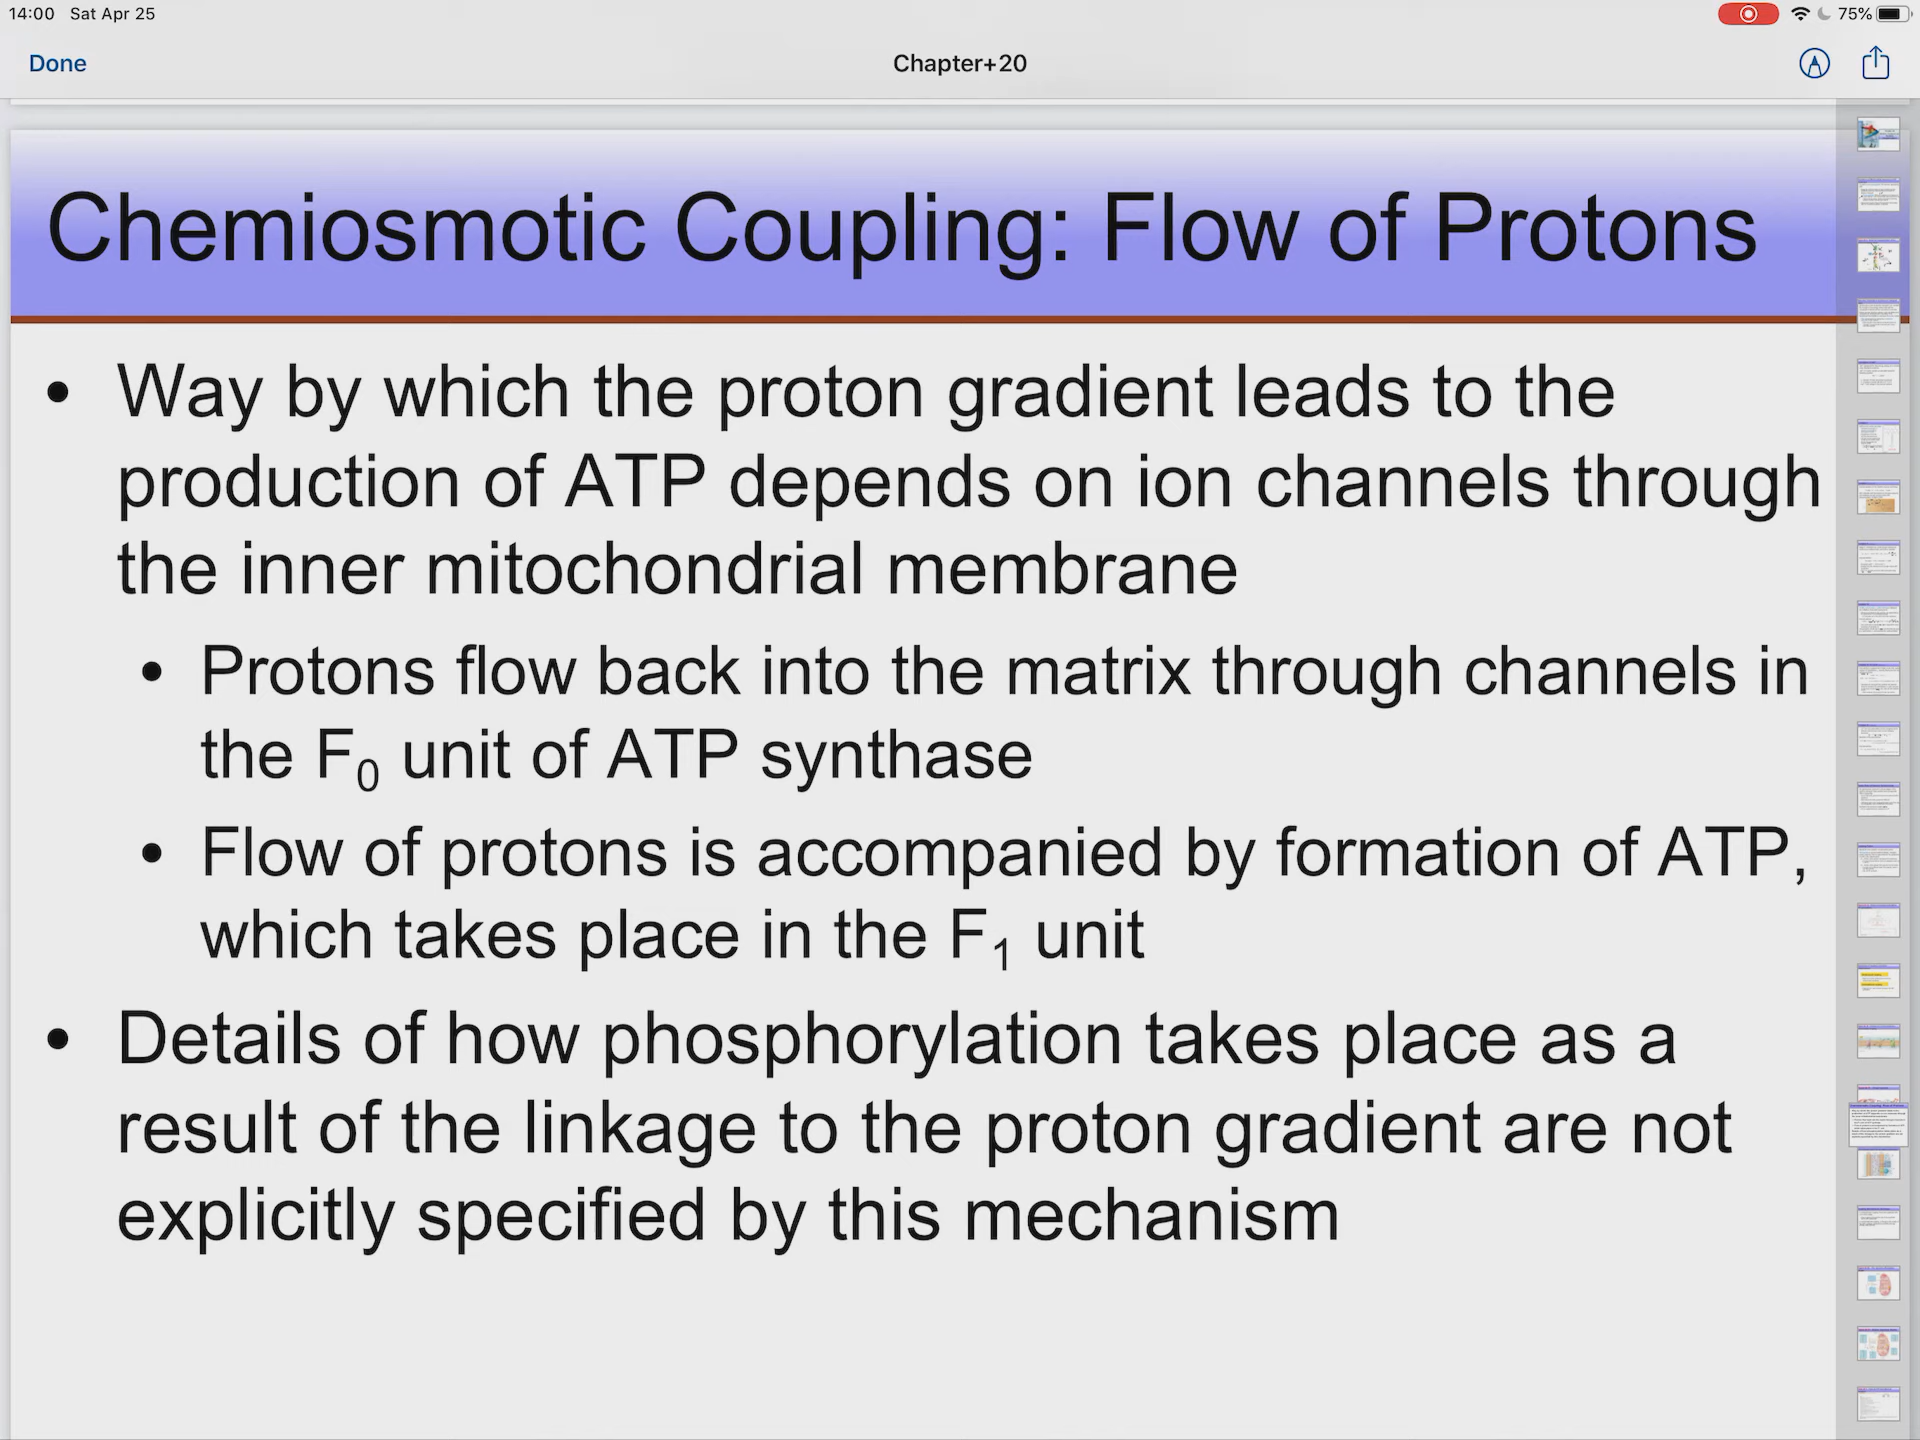 14:00 Sat Apr 25
75%
Done
Chapter+20
Chemiosmotic Coupling: Flow of Protons
• Way by which the proton gradient leads to the
production of ATP depends on ion channels through
the inner mitochondrial membrane
• Protons flow back into the matrix through channels in
the F₀ unit of ATP synthase
• Flow of protons is accompanied by formation of ATP,
which takes place in the F₁ unit
• Details of how phosphorylation takes place as a
result of the linkage to the proton gradient are not
explicitly specified by this mechanism